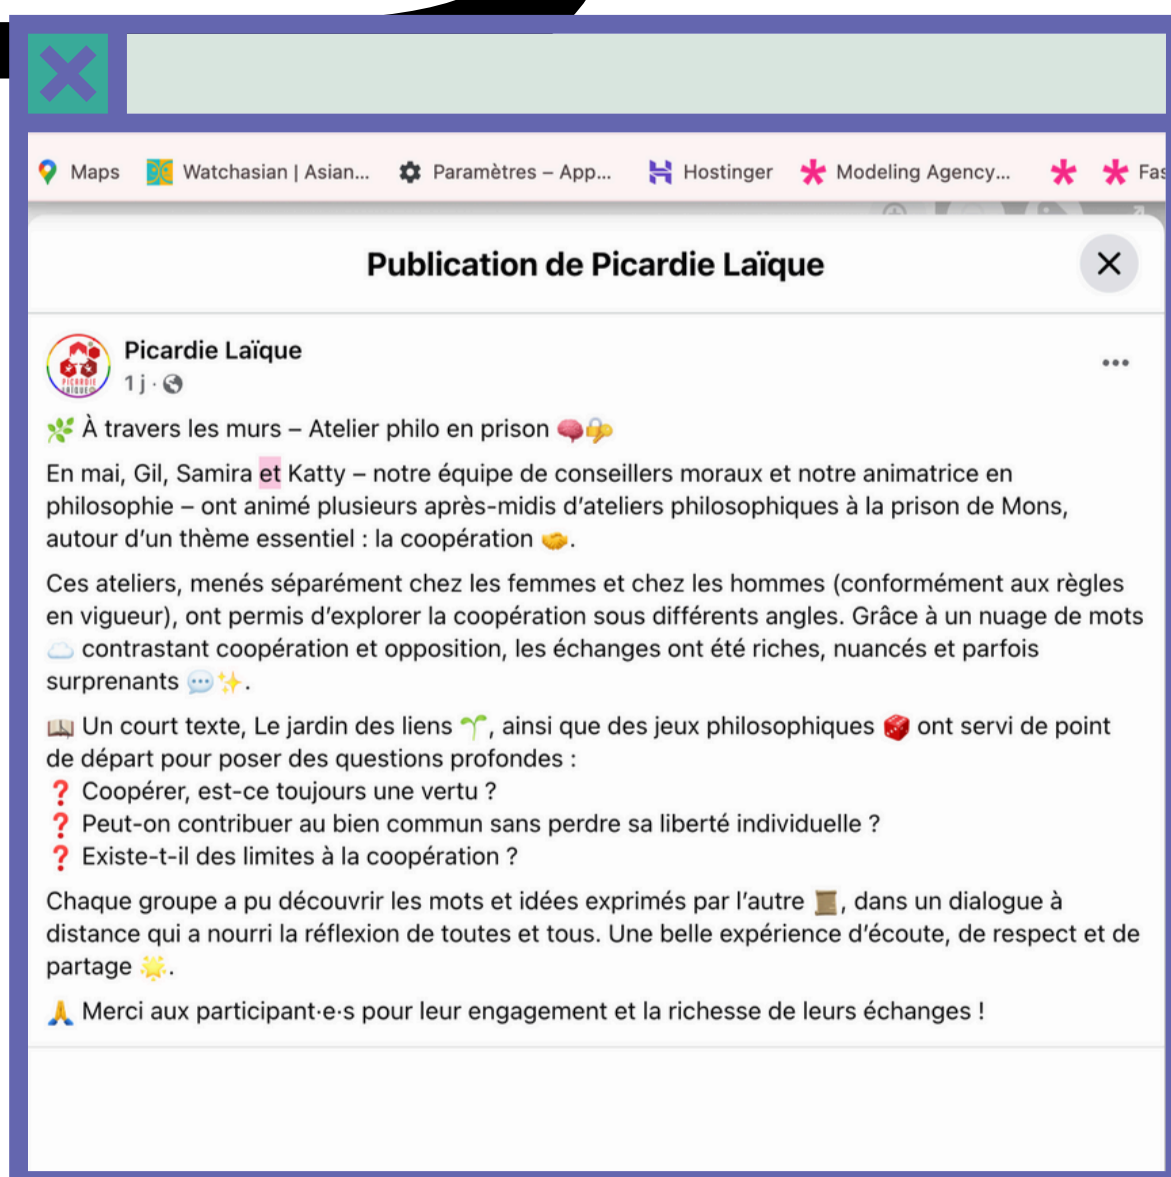 Maps Watchasian | Asian... Paramètres – App... Hostinger Modeling Agency... Fas
Publication de Picardie Laïque
Picardie Laïque
PICARDIE
LAÏQUE
1 j ·
🌿 À travers les murs – Atelier philo en prison 🧠🔐
En mai, Gil, Samira et Katty – notre équipe de conseillers moraux et notre animatrice en
philosophie – ont animé plusieurs après-midis d’ateliers philosophiques à la prison de Mons,
autour d’un thème essentiel : la coopération 🤝.
Ces ateliers, menés séparément chez les femmes et chez les hommes (conformément aux règles
en vigueur), ont permis d’explorer la coopération sous différents angles. Grâce à un nuage de mots
☁️ contrastant coopération et opposition, les échanges ont été riches, nuancés et parfois
surprenants 💬✨.
📖 Un court texte, Le jardin des liens 🌱, ainsi que des jeux philosophiques 🎲 ont servi de point
de départ pour poser des questions profondes :
❓ Coopérer, est-ce toujours une vertu ?
❓ Peut-on contribuer au bien commun sans perdre sa liberté individuelle ?
❓ Existe-t-il des limites à la coopération ?
Chaque groupe a pu découvrir les mots et idées exprimés par l’autre 📜, dans un dialogue à
distance qui a nourri la réflexion de toutes et tous. Une belle expérience d’écoute, de respect et de
partage 🌟.
🙏 Merci aux participant·e·s pour leur engagement et la richesse de leurs échanges !